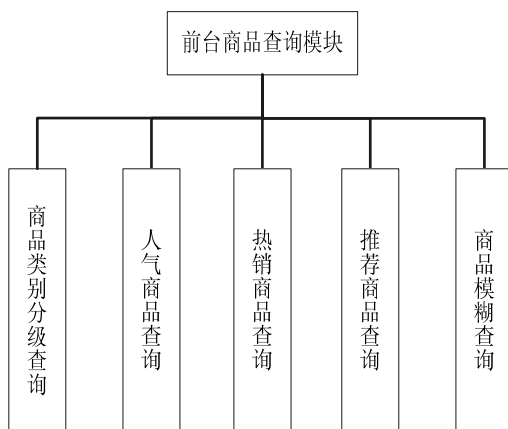 前台商品查询模块
商品类别分级查询
人气商品查询
热销商品查询
推荐商品查询
商品模糊查询